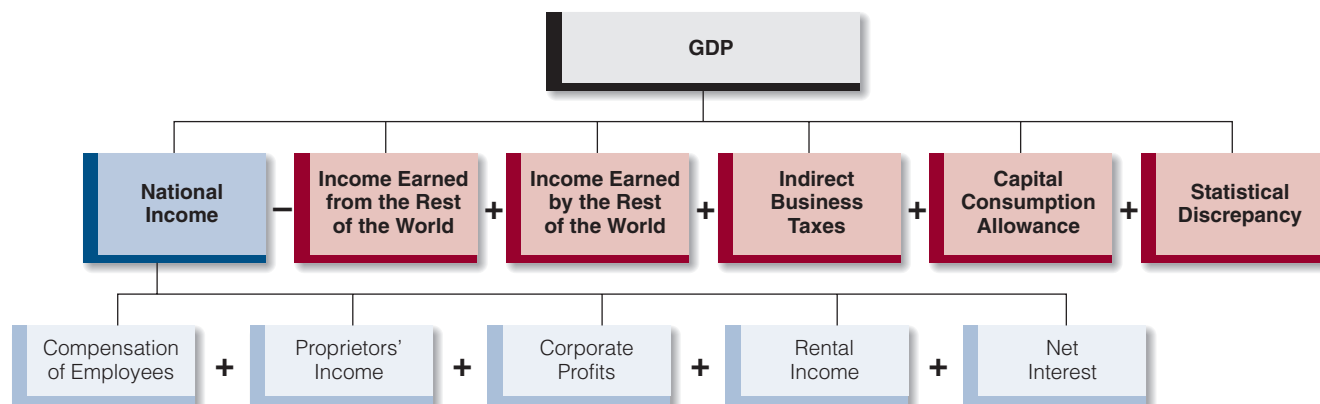 GDP
National
Income
−
Income Earned
from the Rest
of the World
+
Income Earned
by the Rest
of the World
+
Indirect
Business
Taxes
+
Capital
Consumption
Allowance
+
Statistical
Discrepancy
Compensation
of Employees
+
Proprietors’
Income
+
Corporate
Profits
+
Rental
Income
+
Net
Interest